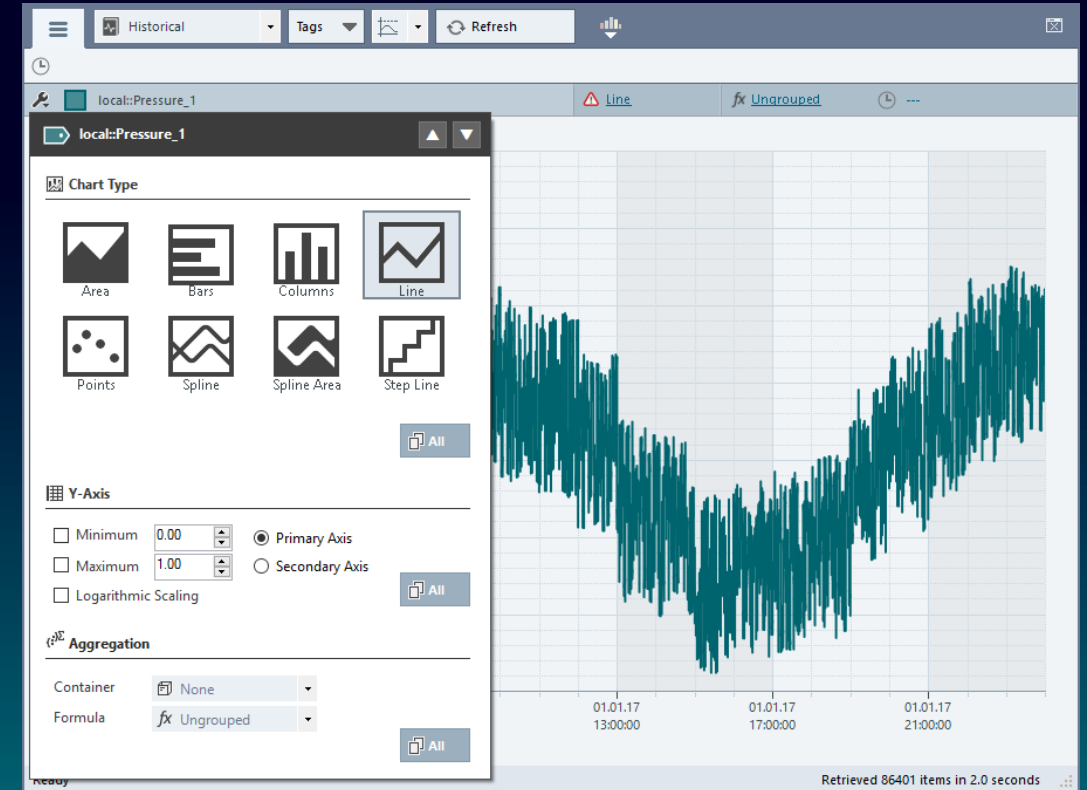 Historical Tags Refresh
local::Pressure_1 Line fx Ungrouped ---
local::Pressure_1
Chart Type
Area Bars Columns Line
Points Spline Spline Area Step Line
All
Y-Axis
Minimum 0.00 Primary Axis
Maximum 1.00 Secondary Axis
Logarithmic Scaling All
Aggregation
Container None
Formula fx Ungrouped
All
01.01.17 01.01.17 01.01.17
13:00:00 17:00:00 21:00:00
Ready Retrieved 86401 items in 2.0 seconds